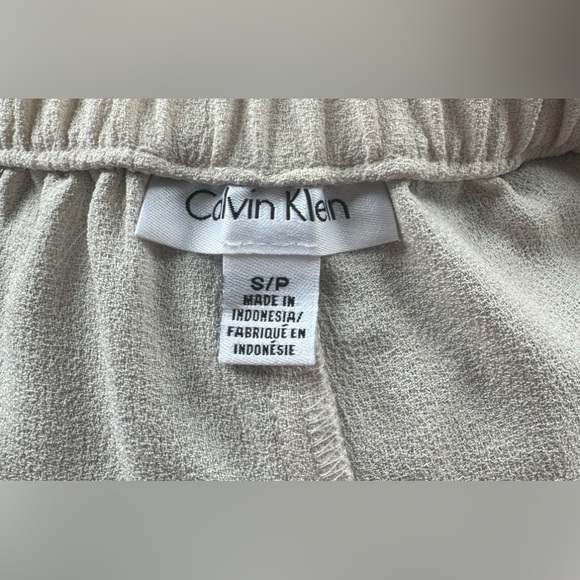 Calvin Klein
S/P
MADE IN
INDONESIA/
FABRIQUÉ EN
INDONÉSIE